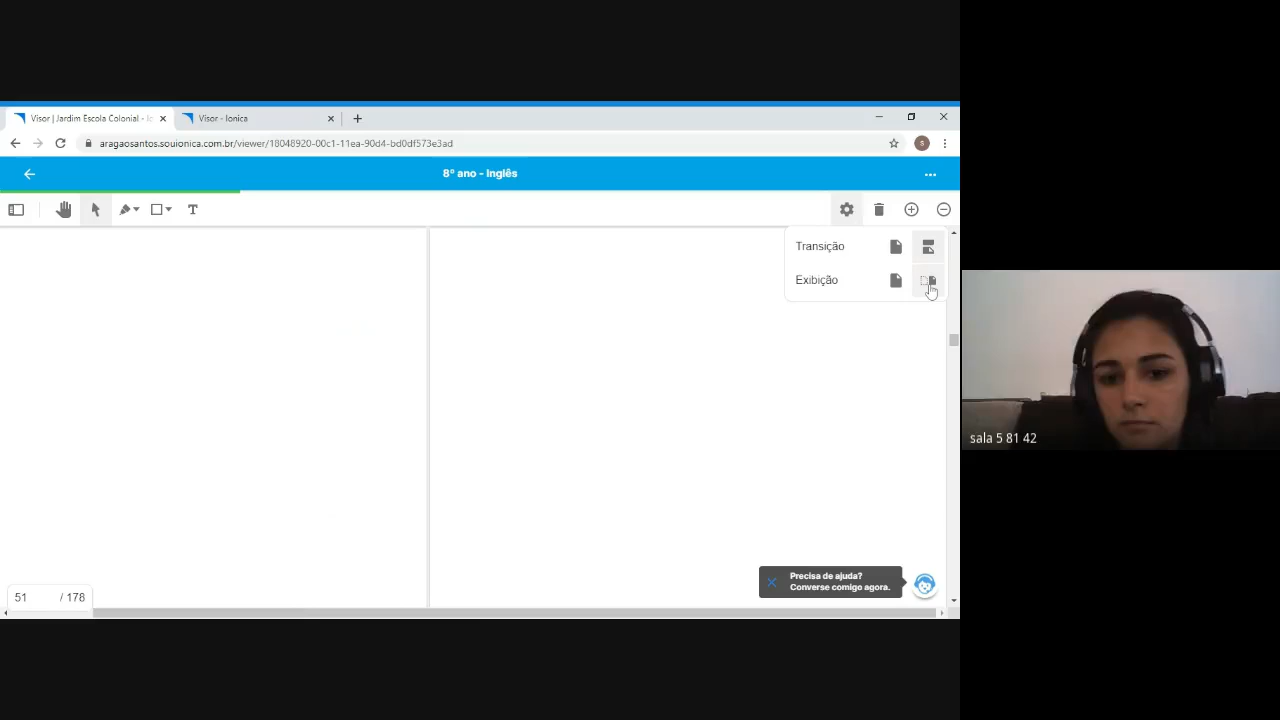 Visor | Jardim Escola Colonial - Io
Visor - Ionica
aragaosantos.souionica.com.br/viewer/18048920-00c1-11ea-90d4-bd0df573e3ad
S
8º ano - Inglês
T
Transição
Exibição
Precisa de ajuda?
Converse comigo agora.
51 / 178
sala 5 81 42